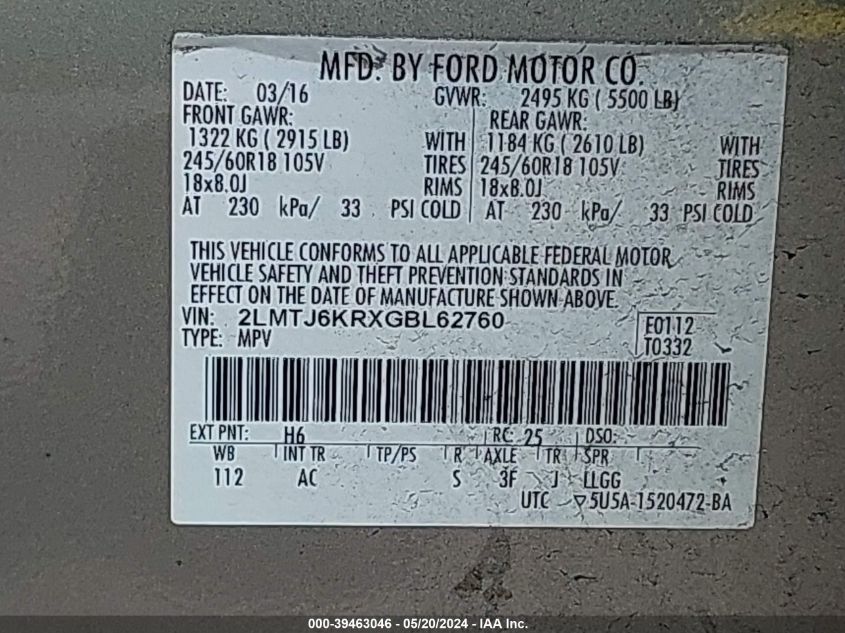 MFD. BY FORD MOTOR CO.
DATE: 03/16 GVWR: 2495 KG ( 5500 LB)
FRONT GAWR: REAR GAWR:
1322 KG ( 2915 LB) WITH 1184 KG ( 2610 LB) WITH
245/60R18 105V TIRES 245/60R18 105V TIRES
18x8.0J RIMS 18x8.0J RIMS
AT 230 kPa/ 33 PSI COLD AT 230 kPa/ 33 PSI COLD
THIS VEHICLE CONFORMS TO ALL APPLICABLE FEDERAL MOTOR
VEHICLE SAFETY AND THEFT PREVENTION STANDARDS IN
EFFECT ON THE DATE OF MANUFACTURE SHOWN ABOVE.
VIN: 2LMTJ6KRXGBL62760 F0112
TYPE: MPV T0332
EXT PNT: H6 RC: 25 DSO:
WB INT TR TP/PS R AXLE TR SPR
112 AC S 3F J LLGG
UTC ▽5U5A-1520472-BA
000-39463046 - 05/20/2024 - IAAI, Inc.